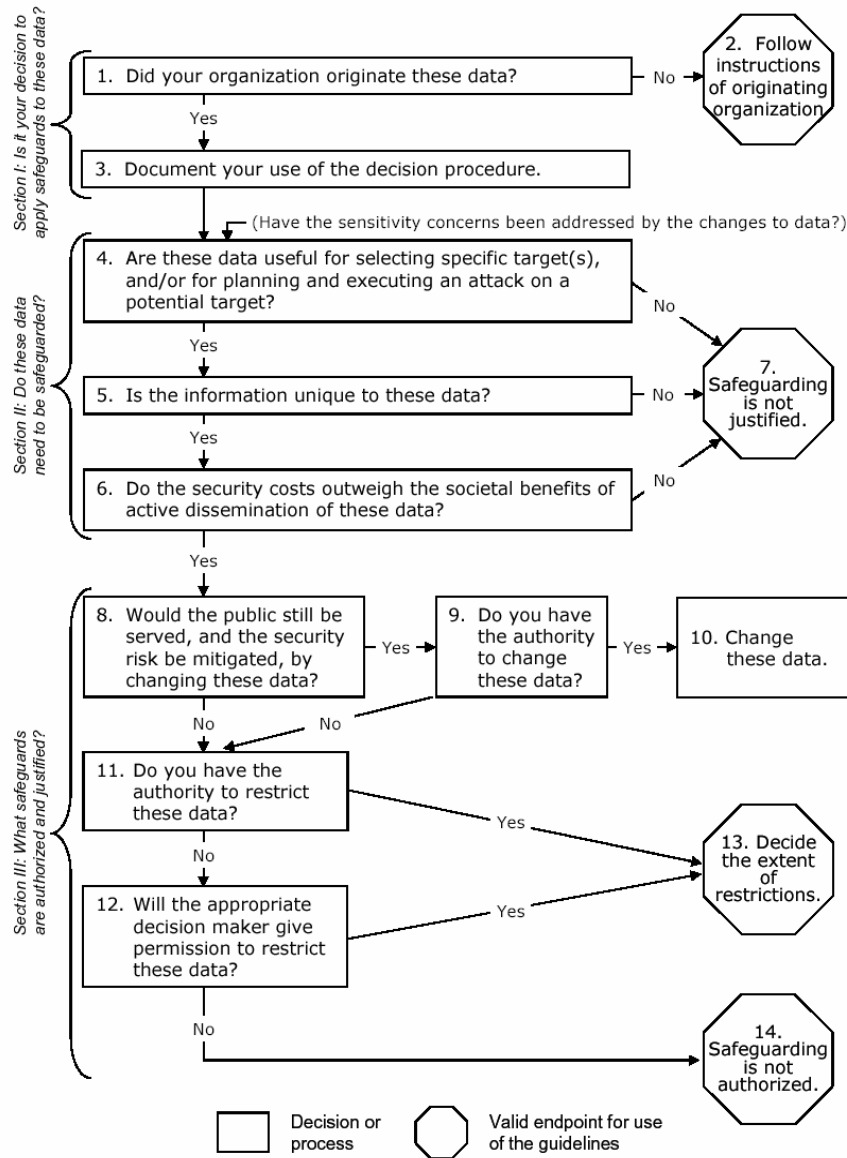 Section I: Is it your decision to
apply safeguards to these data?
1. Did your organization originate these data?
No
2. Follow
instructions
of originating
organization
Yes
3. Document your use of the decision procedure.
(Have the sensitivity concerns been addressed by the changes to data?)
Section II: Do these data
need to be safeguarded?
4. Are these data useful for selecting specific target(s),
and/or for planning and executing an attack on a
potential target?
No
Yes
5. Is the information unique to these data?
No
7.
Safeguarding
is not
justified.
Yes
6. Do the security costs outweigh the societal benefits of
active dissemination of these data?
No
Yes
Section III: What safeguards
are authorized and justified?
8. Would the public still be
served, and the security
risk be mitigated, by
changing these data?
Yes
9. Do you have
the authority
to change
these data?
Yes
10. Change
these data.
No
No
11. Do you have the
authority to restrict
these data?
Yes
No
12. Will the appropriate
decision maker give
permission to restrict
these data?
Yes
13. Decide
the extent
of
restrictions.
No
14.
Safeguarding
is not
authorized.
Decision or
process
Valid endpoint for use
of the guidelines